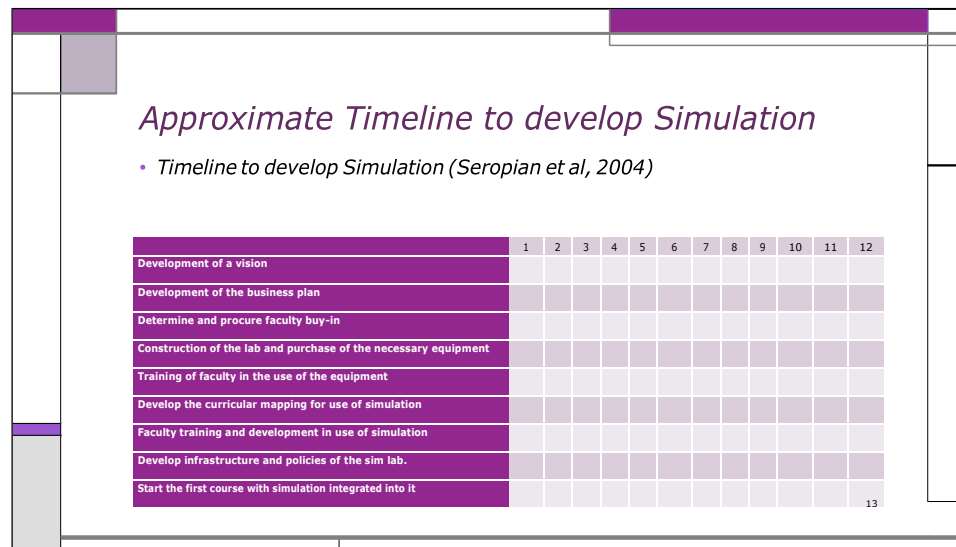 Approximate Timeline to develop Simulation
• Timeline to develop Simulation (Seropian et al, 2004)
1 2 3 4 5 6 7 8 9 10 11 12
Development of a vision
Development of the business plan
Determine and procure faculty buy-in
Construction of the lab and purchase of the necessary equipment
Training of faculty in the use of the equipment
Develop the curricular mapping for use of simulation
Faculty training and development in use of simulation
Develop infrastructure and policies of the sim lab.
Start the first course with simulation integrated into it
13